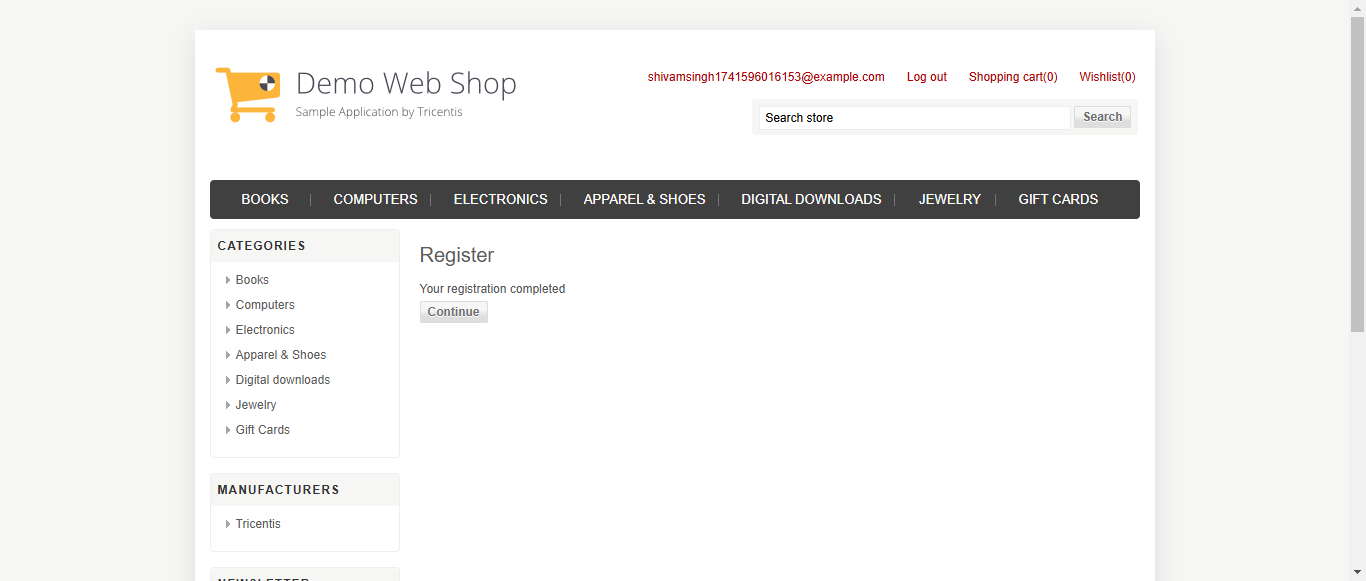 Demo Web Shop
Sample Application by Tricentis
shivamsingh1741596016153@example.com Log out Shopping cart(0) Wishlist(0)
Search store Search
BOOKS COMPUTERS ELECTRONICS APPAREL & SHOES DIGITAL DOWNLOADS JEWELRY GIFT CARDS
CATEGORIES
Books
Computers
Electronics
Apparel & Shoes
Digital downloads
Jewelry
Gift Cards
MANUFACTURERS
Tricentis
NEWSLETTER
Register
Your registration completed
Continue